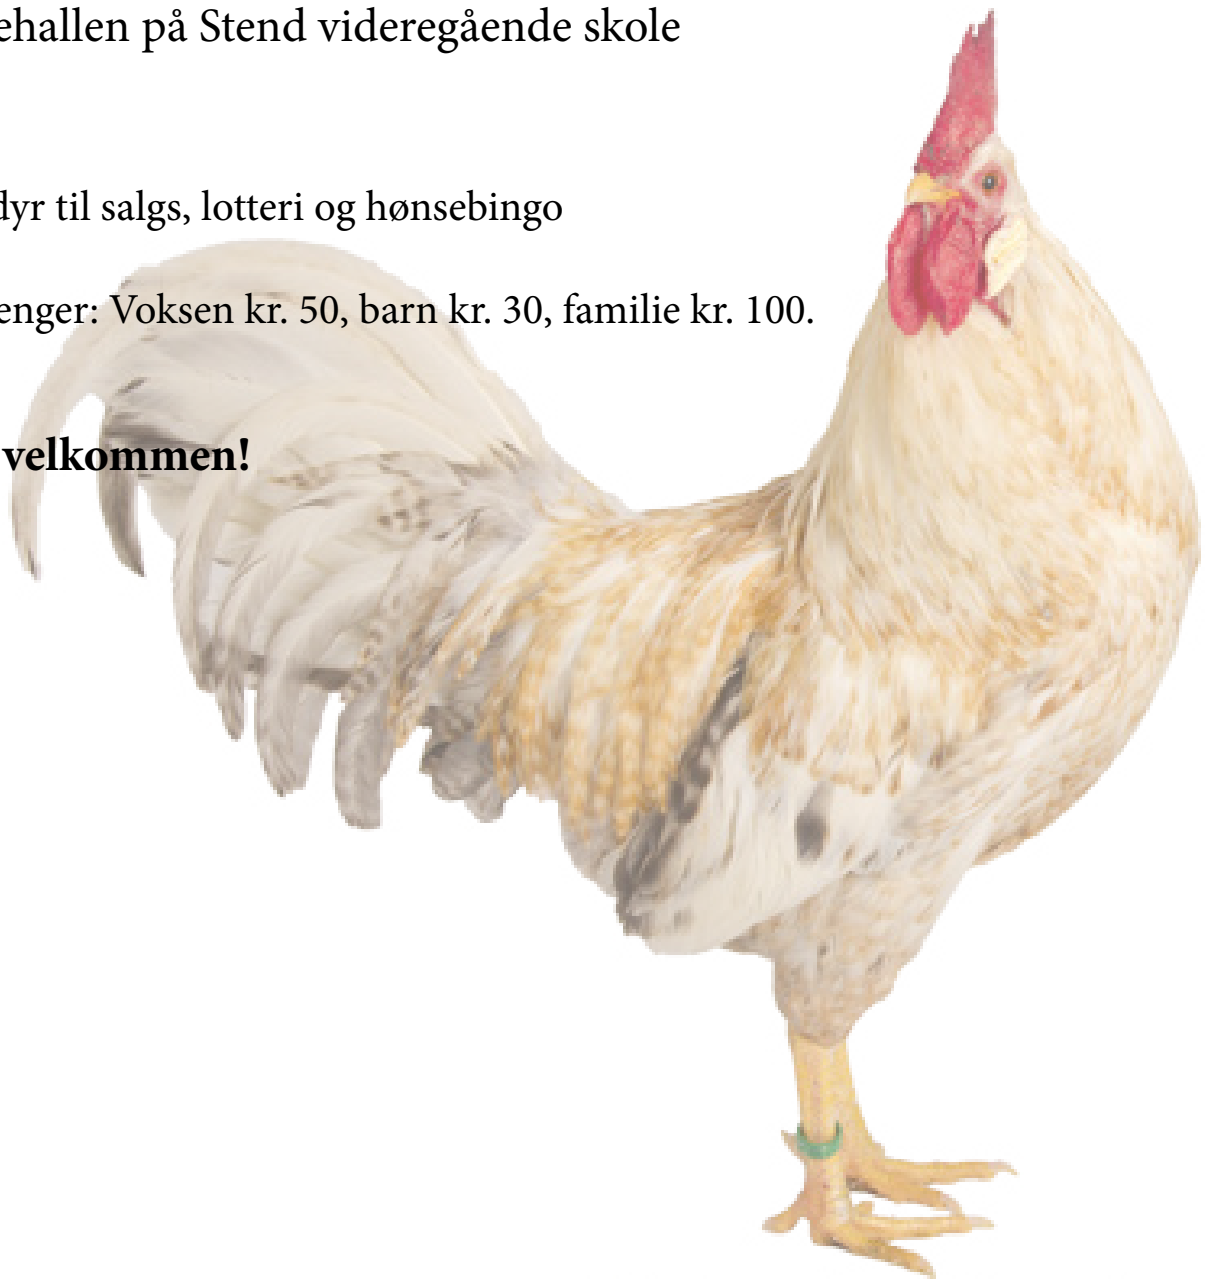 ehallen på Stend videregående skole
dyr til salgs, lotteri og hønsebingo
enger: Voksen kr. 50, barn kr. 30, familie kr. 100.
velkommen!